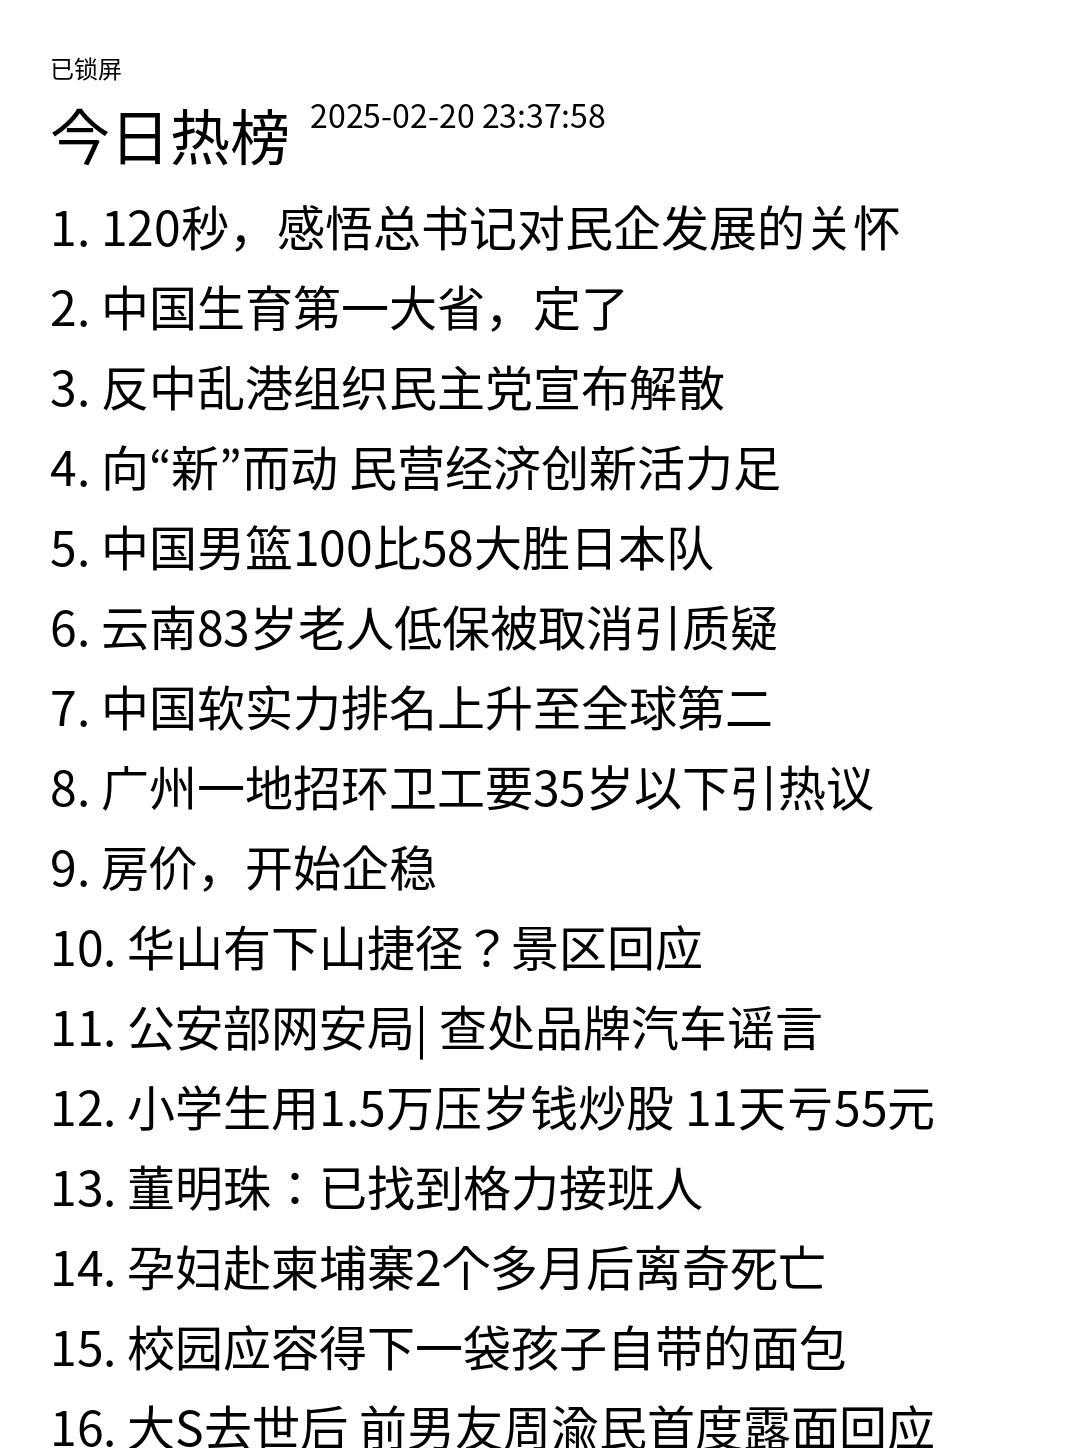 已锁屏
今日热榜 2025-02-20 23:37:58
1. 120秒，感悟总书记对民企发展的关怀
2. 中国生育第一大省，定了
3. 反中乱港组织民主党宣布解散
4. 向“新”而动 民营经济创新活力足
5. 中国男篮100比58大胜日本队
6. 云南83岁老人低保被取消引质疑
7. 中国软实力排名上升至全球第二
8. 广州一地招环卫工要35岁以下引热议
9. 房价，开始企稳
10. 华山有下山捷径？景区回应
11. 公安部网安局| 查处品牌汽车谣言
12. 小学生用1.5万压岁钱炒股 11天亏55元
13. 董明珠：已找到格力接班人
14. 孕妇赴柬埔寨2个多月后离奇死亡
15. 校园应容得下一袋孩子自带的面包
16. 大S去世后 前男友周渝民首度露面回应